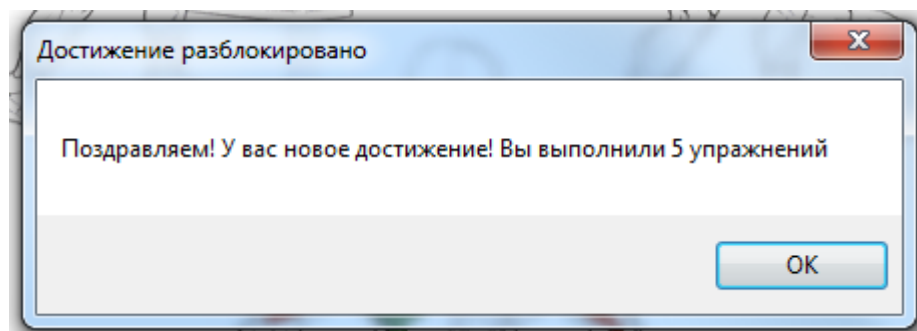 Достижение разблокировано
Поздравляем! У вас новое достижение! Вы выполнили 5 упражнений
OK